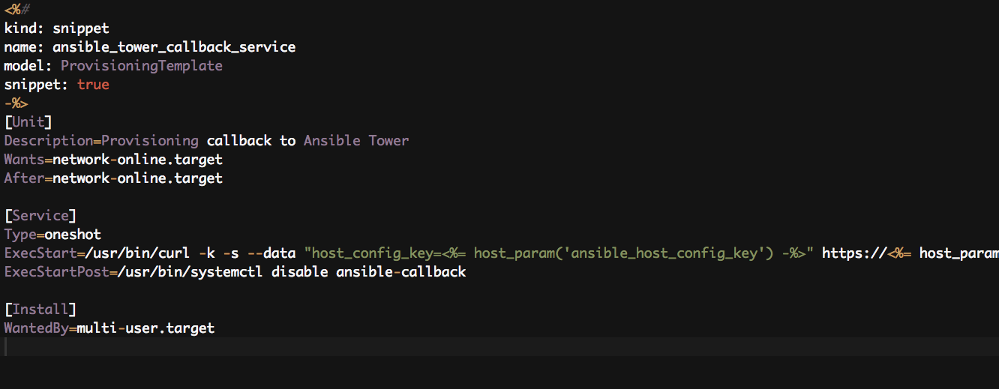 <%#
kind: snippet
name: ansible_tower_callback_service
model: ProvisioningTemplate
snippet: true
-%>
[Unit]
Description=Provisioning callback to Ansible Tower
Wants=network-online.target
After=network-online.target
[Service]
Type=oneshot
ExecStart=/usr/bin/curl -k -s --data "host_config_key=<%= host_param('ansible_host_config_key') -%>" https://<%= host_param
ExecStartPost=/usr/bin/systemctl disable ansible-callback
[Install]
WantedBy=multi-user.target